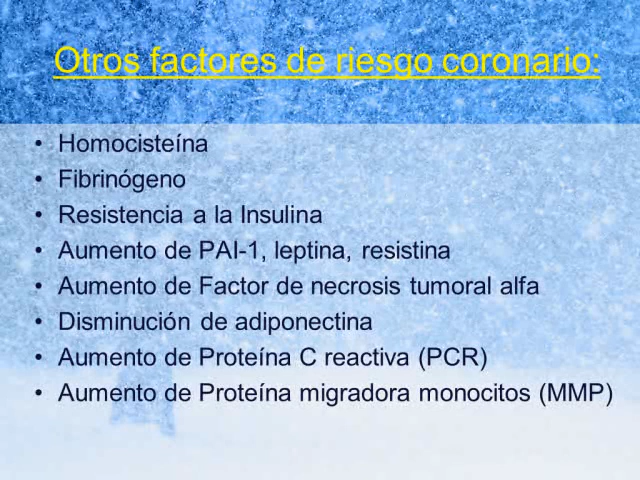 Otros factores de riesgo coronario:
• Homocisteína
• Fibrinógeno
• Resistencia a la Insulina
• Aumento de PAI-1, leptina, resistina
• Aumento de Factor de necrosis tumoral alfa
• Disminución de adiponectina
• Aumento de Proteína C reactiva (PCR)
• Aumento de Proteína migradora monocitos (MMP)